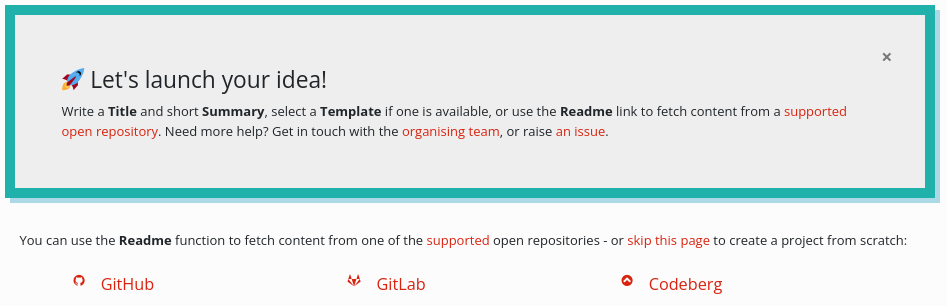 ×
🚀 Let's launch your idea!
Write a Title and short Summary, select a Template if one is available, or use the Readme link to fetch content from a supported
open repository. Need more help? Get in touch with the organising team, or raise an issue.
You can use the Readme function to fetch content from one of the supported open repositories - or skip this page to create a project from scratch:
GitHub GitLab Codeberg